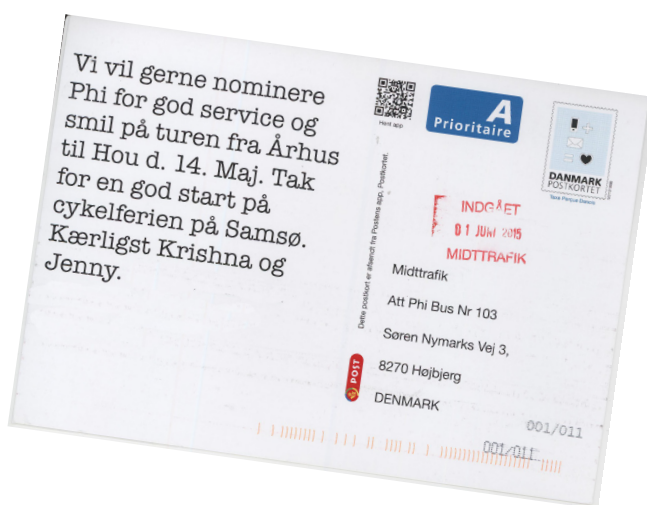 Vi vil gerne nominere
Phi for god service og
smil på turen fra Århus
til Hou d. 14. Maj. Tak
for en god start på
cykelferien på Samsø.
Kærligst Krishna og
Jenny.
Hent app
A
Prioritaire
DANMARK
POSTKORTET
Dette postkort er afsendt fra Postens app, Postkortet.
INDGÅET
01 JUNI 2015
MIDTTRAFIK
Midttrafik
Att Phi Bus Nr 103
Søren Nymarks Vej 3,
8270 Højbjerg
DENMARK
POST
001/011
001/011